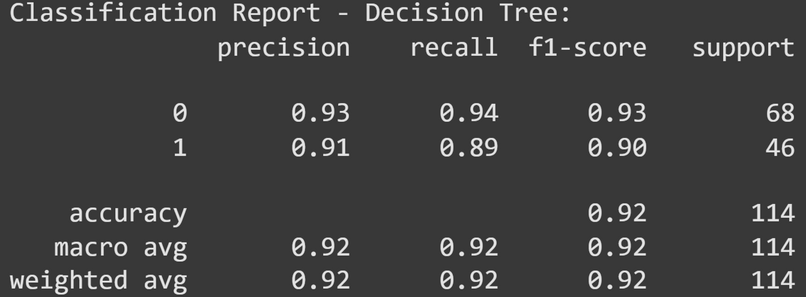 Classification Report - Decision Tree:
precision recall f1-score support
0 0.93 0.94 0.93 68
1 0.91 0.89 0.90 46
accuracy 0.92 114
macro avg 0.92 0.92 0.92 114
weighted avg 0.92 0.92 0.92 114